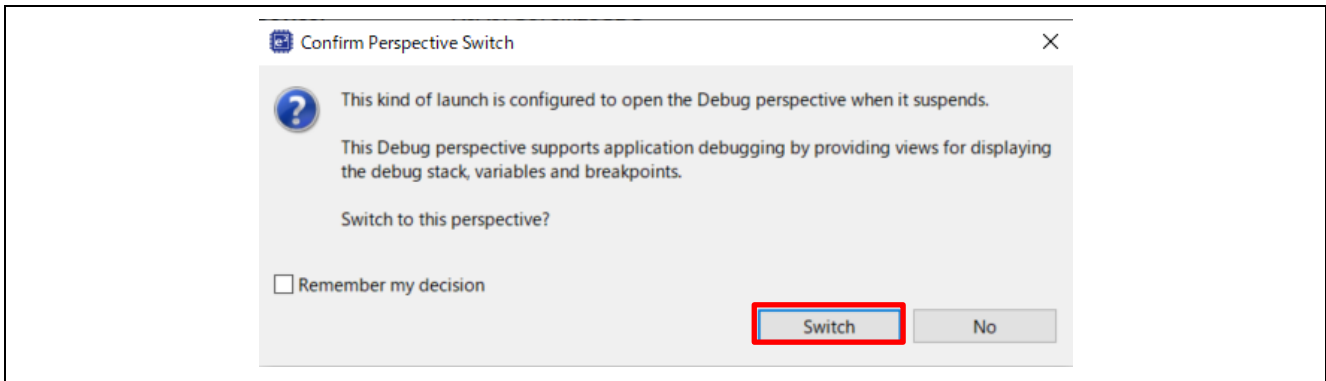 Confirm Perspective Switch
This kind of launch is configured to open the Debug perspective when it suspends.
This Debug perspective supports application debugging by providing views for displaying
the debug stack, variables and breakpoints.
Switch to this perspective?
Remember my decision
Switch No